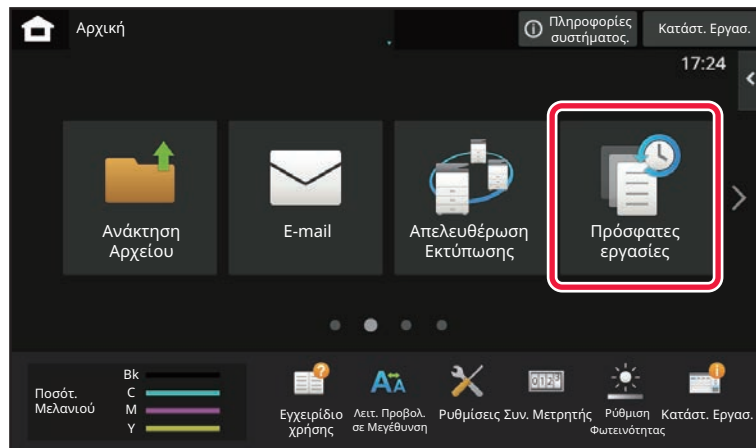 Αρχική
Πληροφορίες
συστήματος.
Κατάστ. Εργασ.
17:24
Ανάκτηση
Αρχείου
E-mail
Απελευθέρωση
Εκτύπωσης
Πρόσφατες
εργασίες
Ποσότ.
Μελανιού
Bk
C
M
Y
Εγχειρίδιο
χρήσης
Λειτ. Προβολ.
σε Μεγέθυνση
Ρυθμίσεις
Συν. Μετρητής
Ρύθμιση
Φωτεινότητας
Κατάστ. Εργασ.